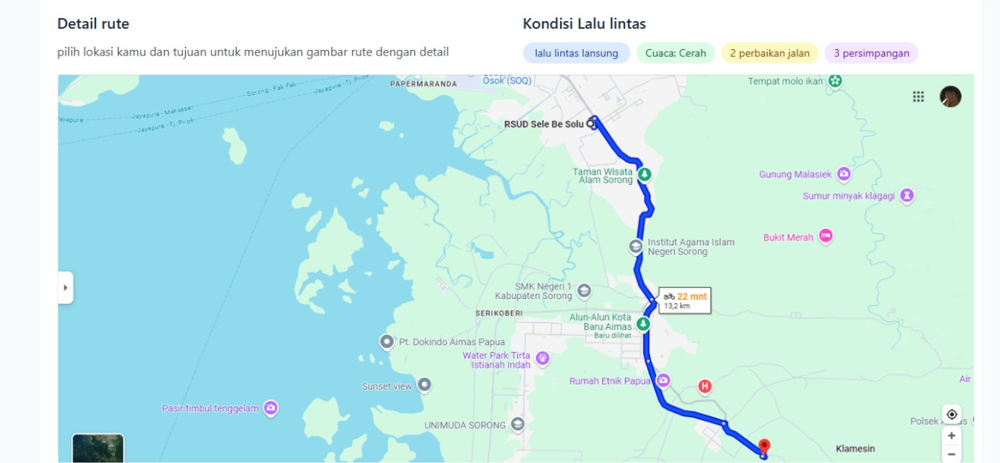 Detail rute
Kondisi Lalu lintas
pilih lokasi kamu dan tujuan untuk menujukan gambar rute dengan detail
lalu lintas lansung
Cuaca: Cerah
2 perbaikan jalan
3 persimpangan
PAPERMARANDA
Osok (SOQ)
Tempat molo ikan
Sorong - Fak Fak
Jayapura - Tj. Priok
Jayapura - Makassar
Jayapura - Tj. Priok
RSUD Sele Be Solu
Taman Wisata
Alam Sorong
Gunung Malasiek
Sumur minyak klagagi
Bukit Merah
Institut Agama Islam
Negeri Sorong
SMK Negeri 1
Kabupaten Sorong
22 mnt
13,2 km
SERIKOBERI
Alun-Alun Kota
Baru Aimas
Baru dilihat
Pt. Dokindo Aimas Papua
Water Park Tirta
Istianah Indah
Rumah Etnik Papua
H
Air
Sunset view
Pasir timbul tenggelam
UNIMUDA SORONG
Polsek
Klamesin